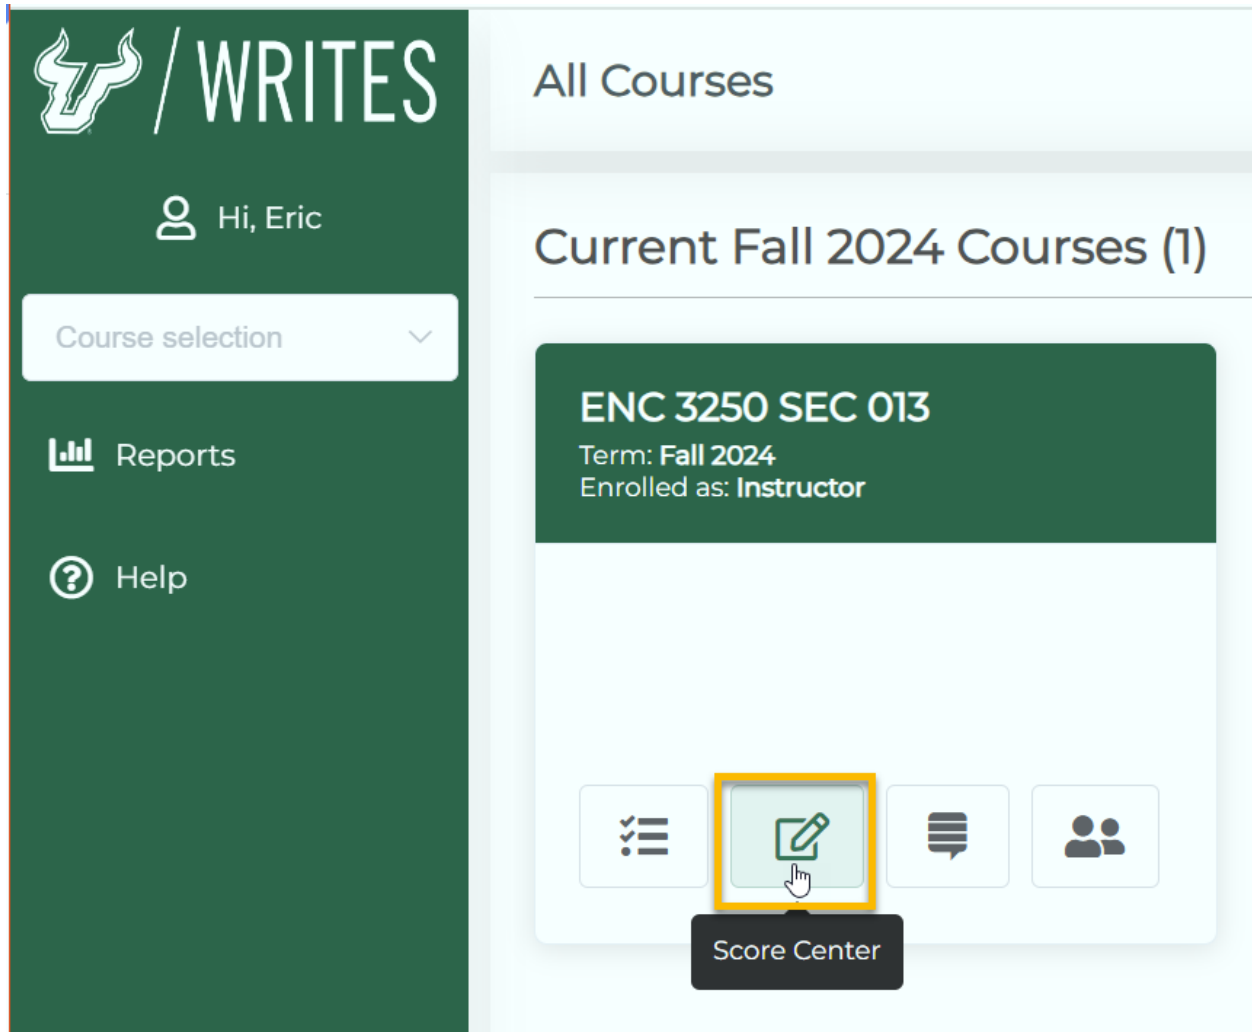 /WRITES
Hi, Eric
Course selection
Reports
Help
All Courses
Current Fall 2024 Courses (1)
ENC 3250 SEC 013
Term: Fall 2024
Enrolled as: Instructor
Score Center